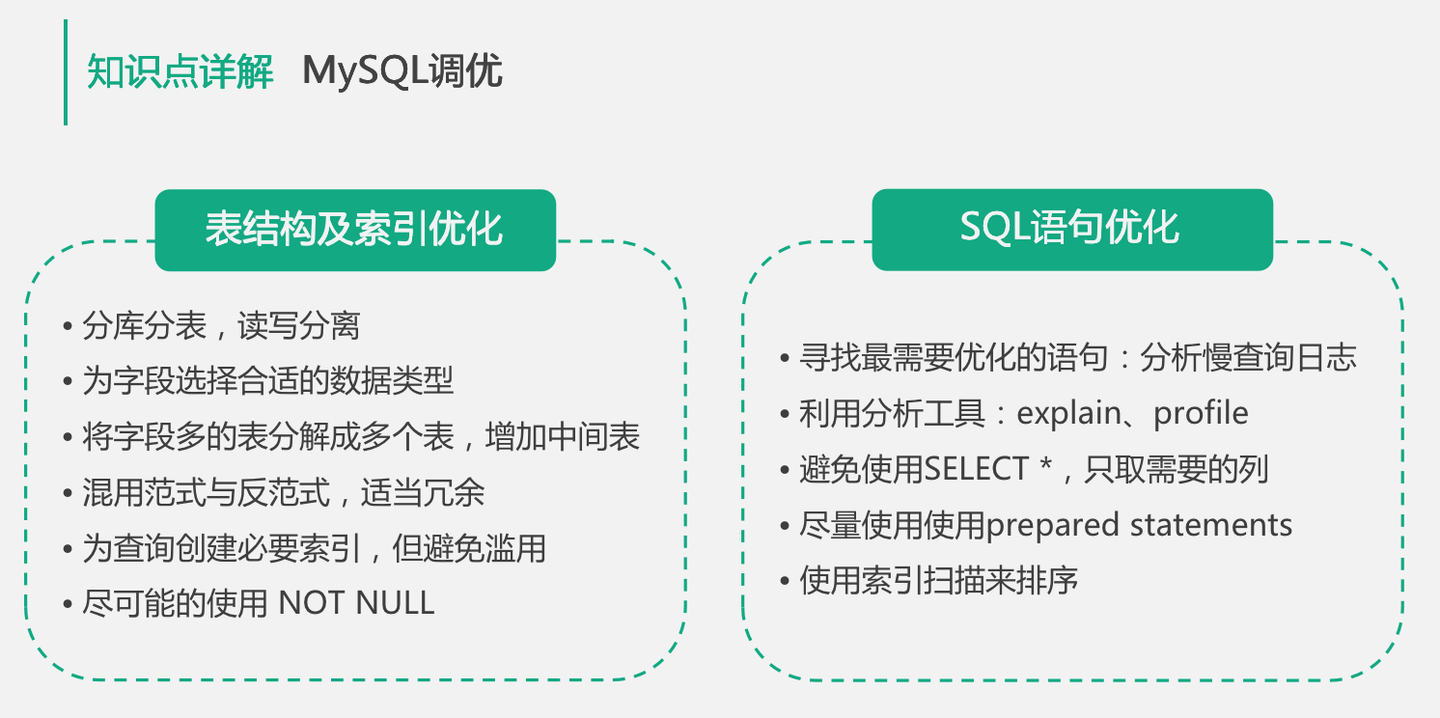 知识点详解 MySQL调优
表结构及索引优化
• 分库分表，读写分离
• 为字段选择合适的数据类型
• 将字段多的表分解成多个表，增加中间表
• 混用范式与反范式，适当冗余
• 为查询创建必要索引，但避免滥用
• 尽可能的使用 NOT NULL
SQL语句优化
• 寻找最需要优化的语句：分析慢查询日志
• 利用分析工具：explain、profile
• 避免使用SELECT *，只取需要的列
• 尽量使用使用prepared statements
• 使用索引扫描来排序